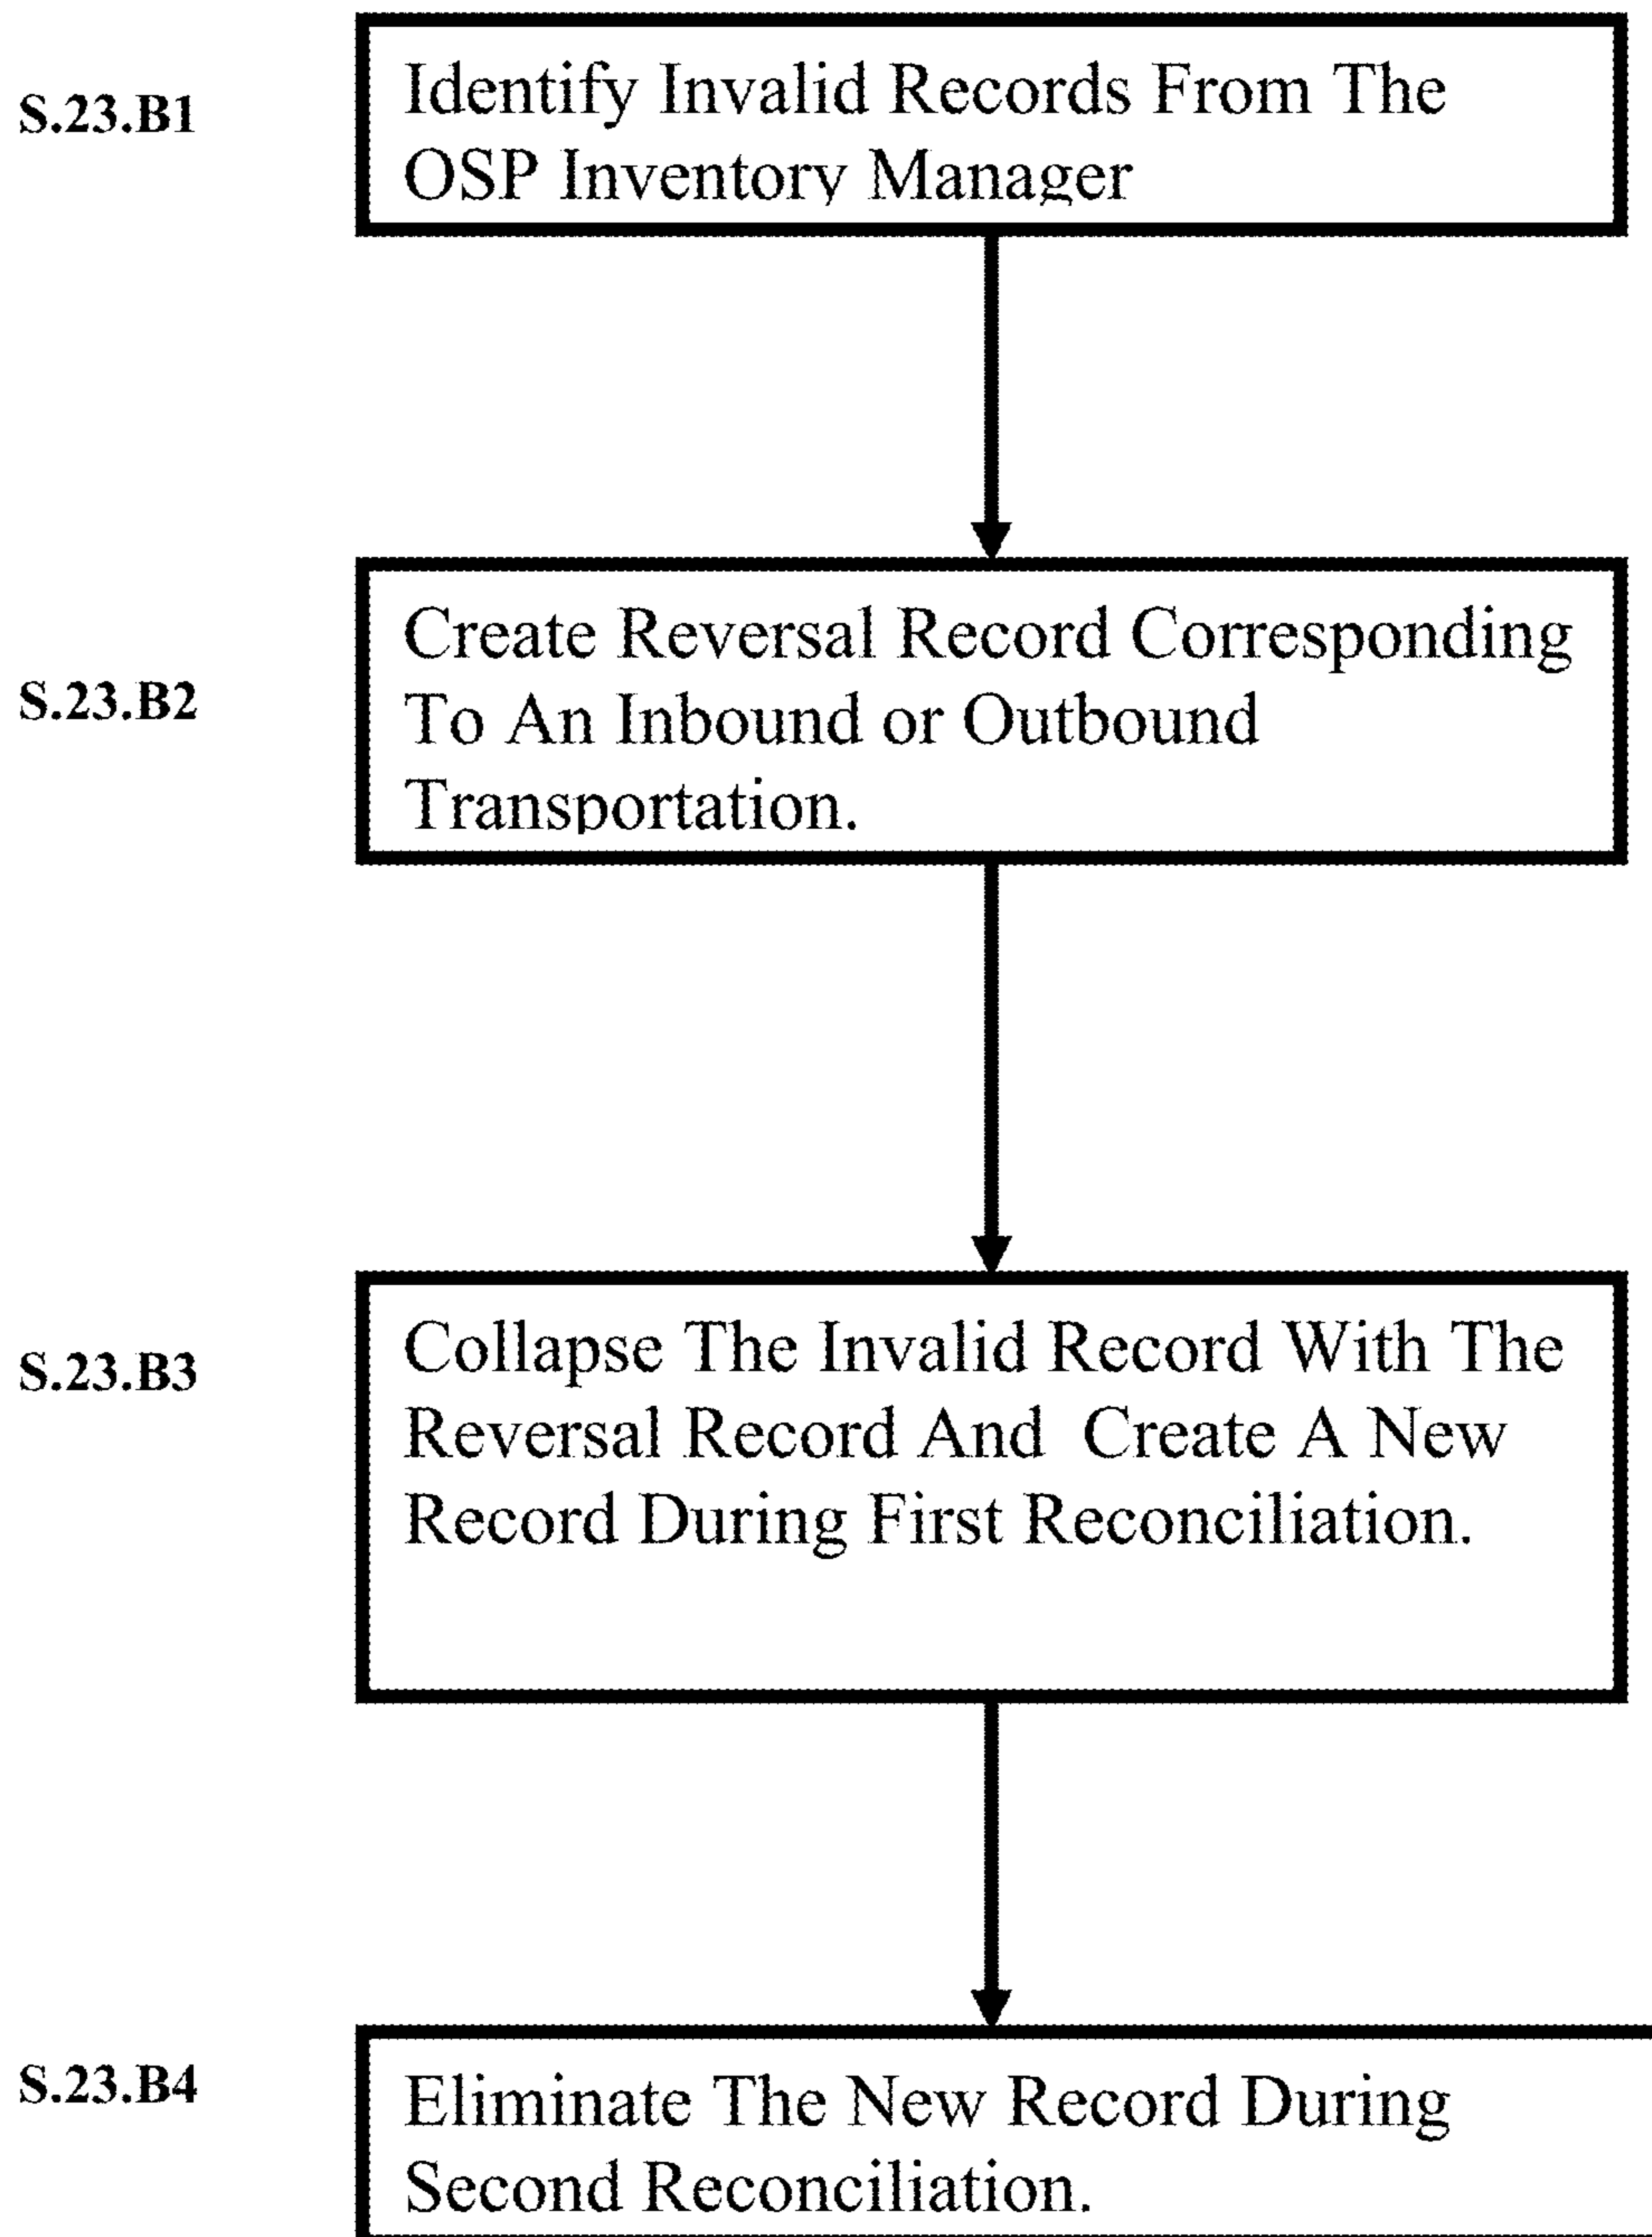 S.23.B1
Identify Invalid Records From The
OSP Inventory Manager
S.23.B2
Create Reversal Record Corresponding
To An Inbound or Outbound
Transportation.
S.23.B3
Collapse The Invalid Record With The
Reversal Record And  Create A New
Record During First Reconciliation.
S.23.B4
Eliminate The New Record During
Second Reconciliation.